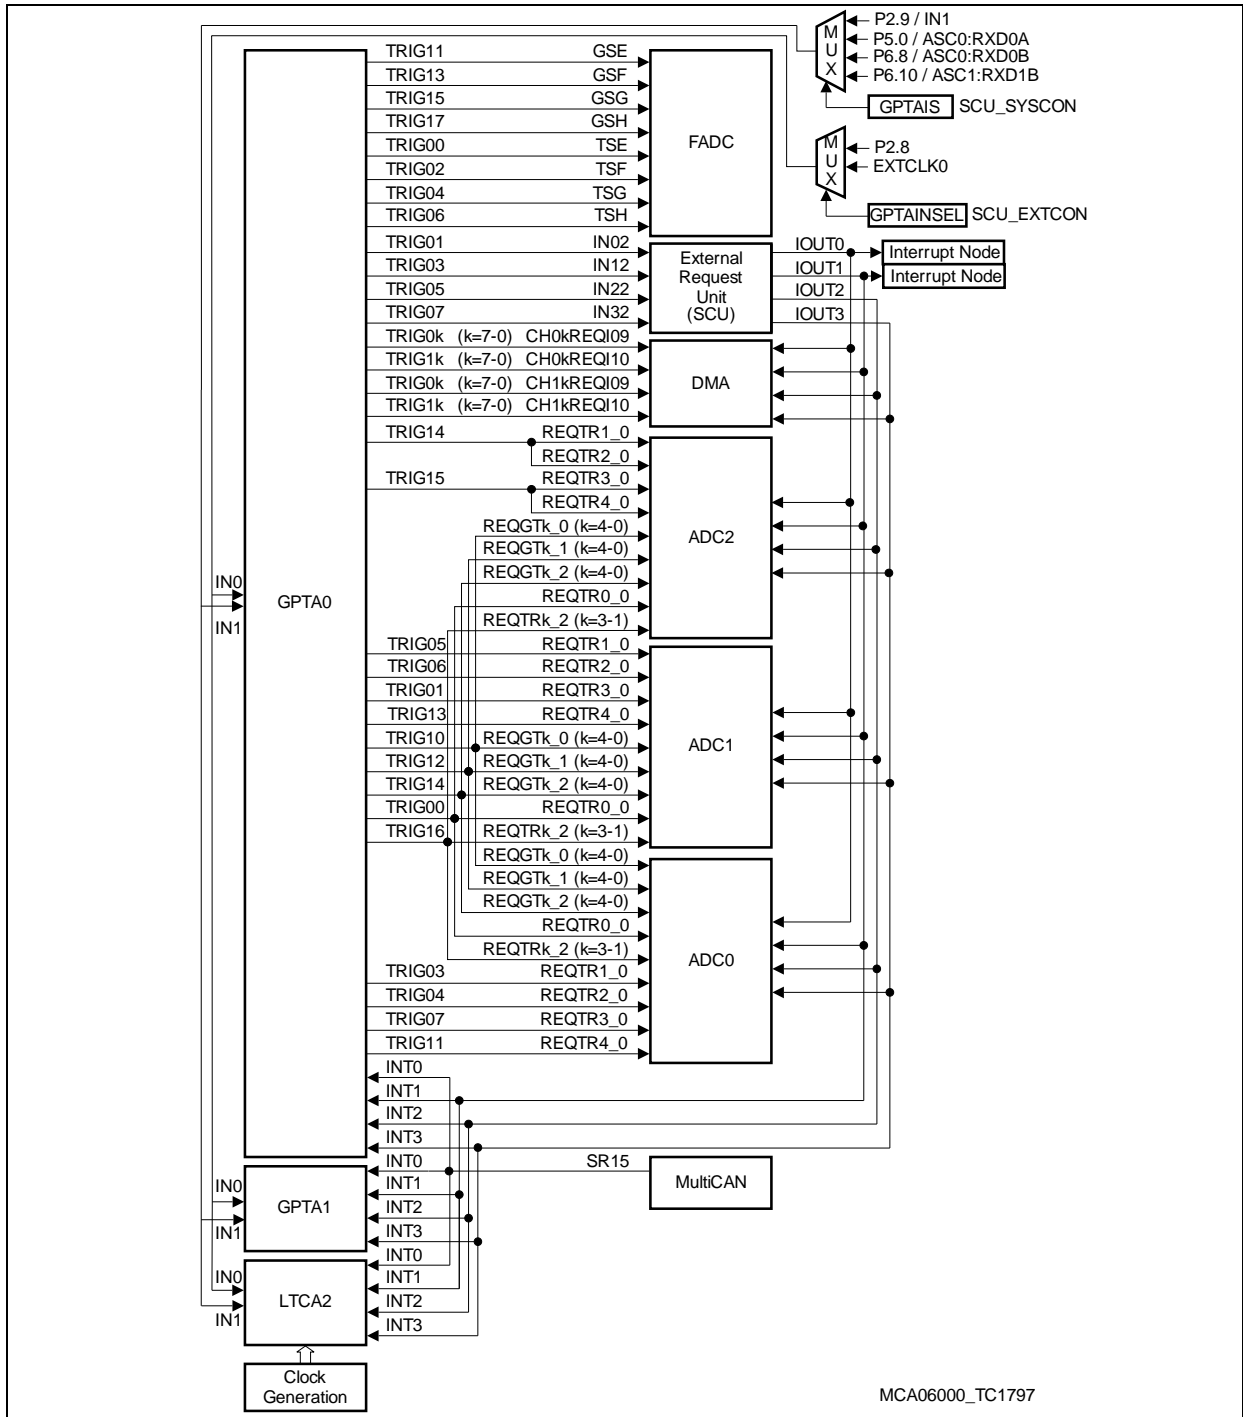 P2.9 / IN1
P5.0 / ASC0:RXD0A
P6.8 / ASC0:RXD0B
P6.10 / ASC1:RXD1B
MUX
GPTAIS SCU_SYSCON
P2.8
EXTCLK0
MUX
GPTAINSEL SCU_EXTCON
GPTA0
IN0
IN1
TRIG11 GSE
TRIG13 GSF
TRIG15 GSG
TRIG17 GSH
TRIG00 TSE
TRIG02 TSF
TRIG04 TSG
TRIG06 TSH
FADC
TRIG01 IN02
TRIG03 IN12
TRIG05 IN22
TRIG07 IN32
External
Request
Unit
(SCU)
IOUT0 Interrupt Node
IOUT1 Interrupt Node
IOUT2
IOUT3
TRIG0k (k=7-0) CH0kREQI09
TRIG1k (k=7-0) CH0kREQI10
TRIG0k (k=7-0) CH1kREQI09
TRIG1k (k=7-0) CH1kREQI10
DMA
TRIG14 REQTR1_0
REQTR2_0
TRIG15 REQTR3_0
REQTR4_0
REQGTk_0 (k=4-0)
REQGTk_1 (k=4-0)
REQGTk_2 (k=4-0)
REQTR0_0
REQTRk_2 (k=3-1)
ADC2
TRIG05 REQTR1_0
TRIG06 REQTR2_0
TRIG01 REQTR3_0
TRIG13 REQTR4_0
TRIG10 REQGTk_0 (k=4-0)
TRIG12 REQGTk_1 (k=4-0)
TRIG14 REQGTk_2 (k=4-0)
TRIG00 REQTR0_0
TRIG16 REQTRk_2 (k=3-1)
ADC1
REQGTk_0 (k=4-0)
REQGTk_1 (k=4-0)
REQGTk_2 (k=4-0)
REQTR0_0
REQTRk_2 (k=3-1)
TRIG03 REQTR1_0
TRIG04 REQTR2_0
TRIG07 REQTR3_0
TRIG11 REQTR4_0
ADC0
INT0
INT1
INT2
INT3
INT0 SR15
MultiCAN
INT1
INT2
INT3
IN0
GPTA1
IN1
INT0
INT1
INT2
INT3
IN0
LTCA2
IN1
Clock
Generation
MCA06000_TC1797